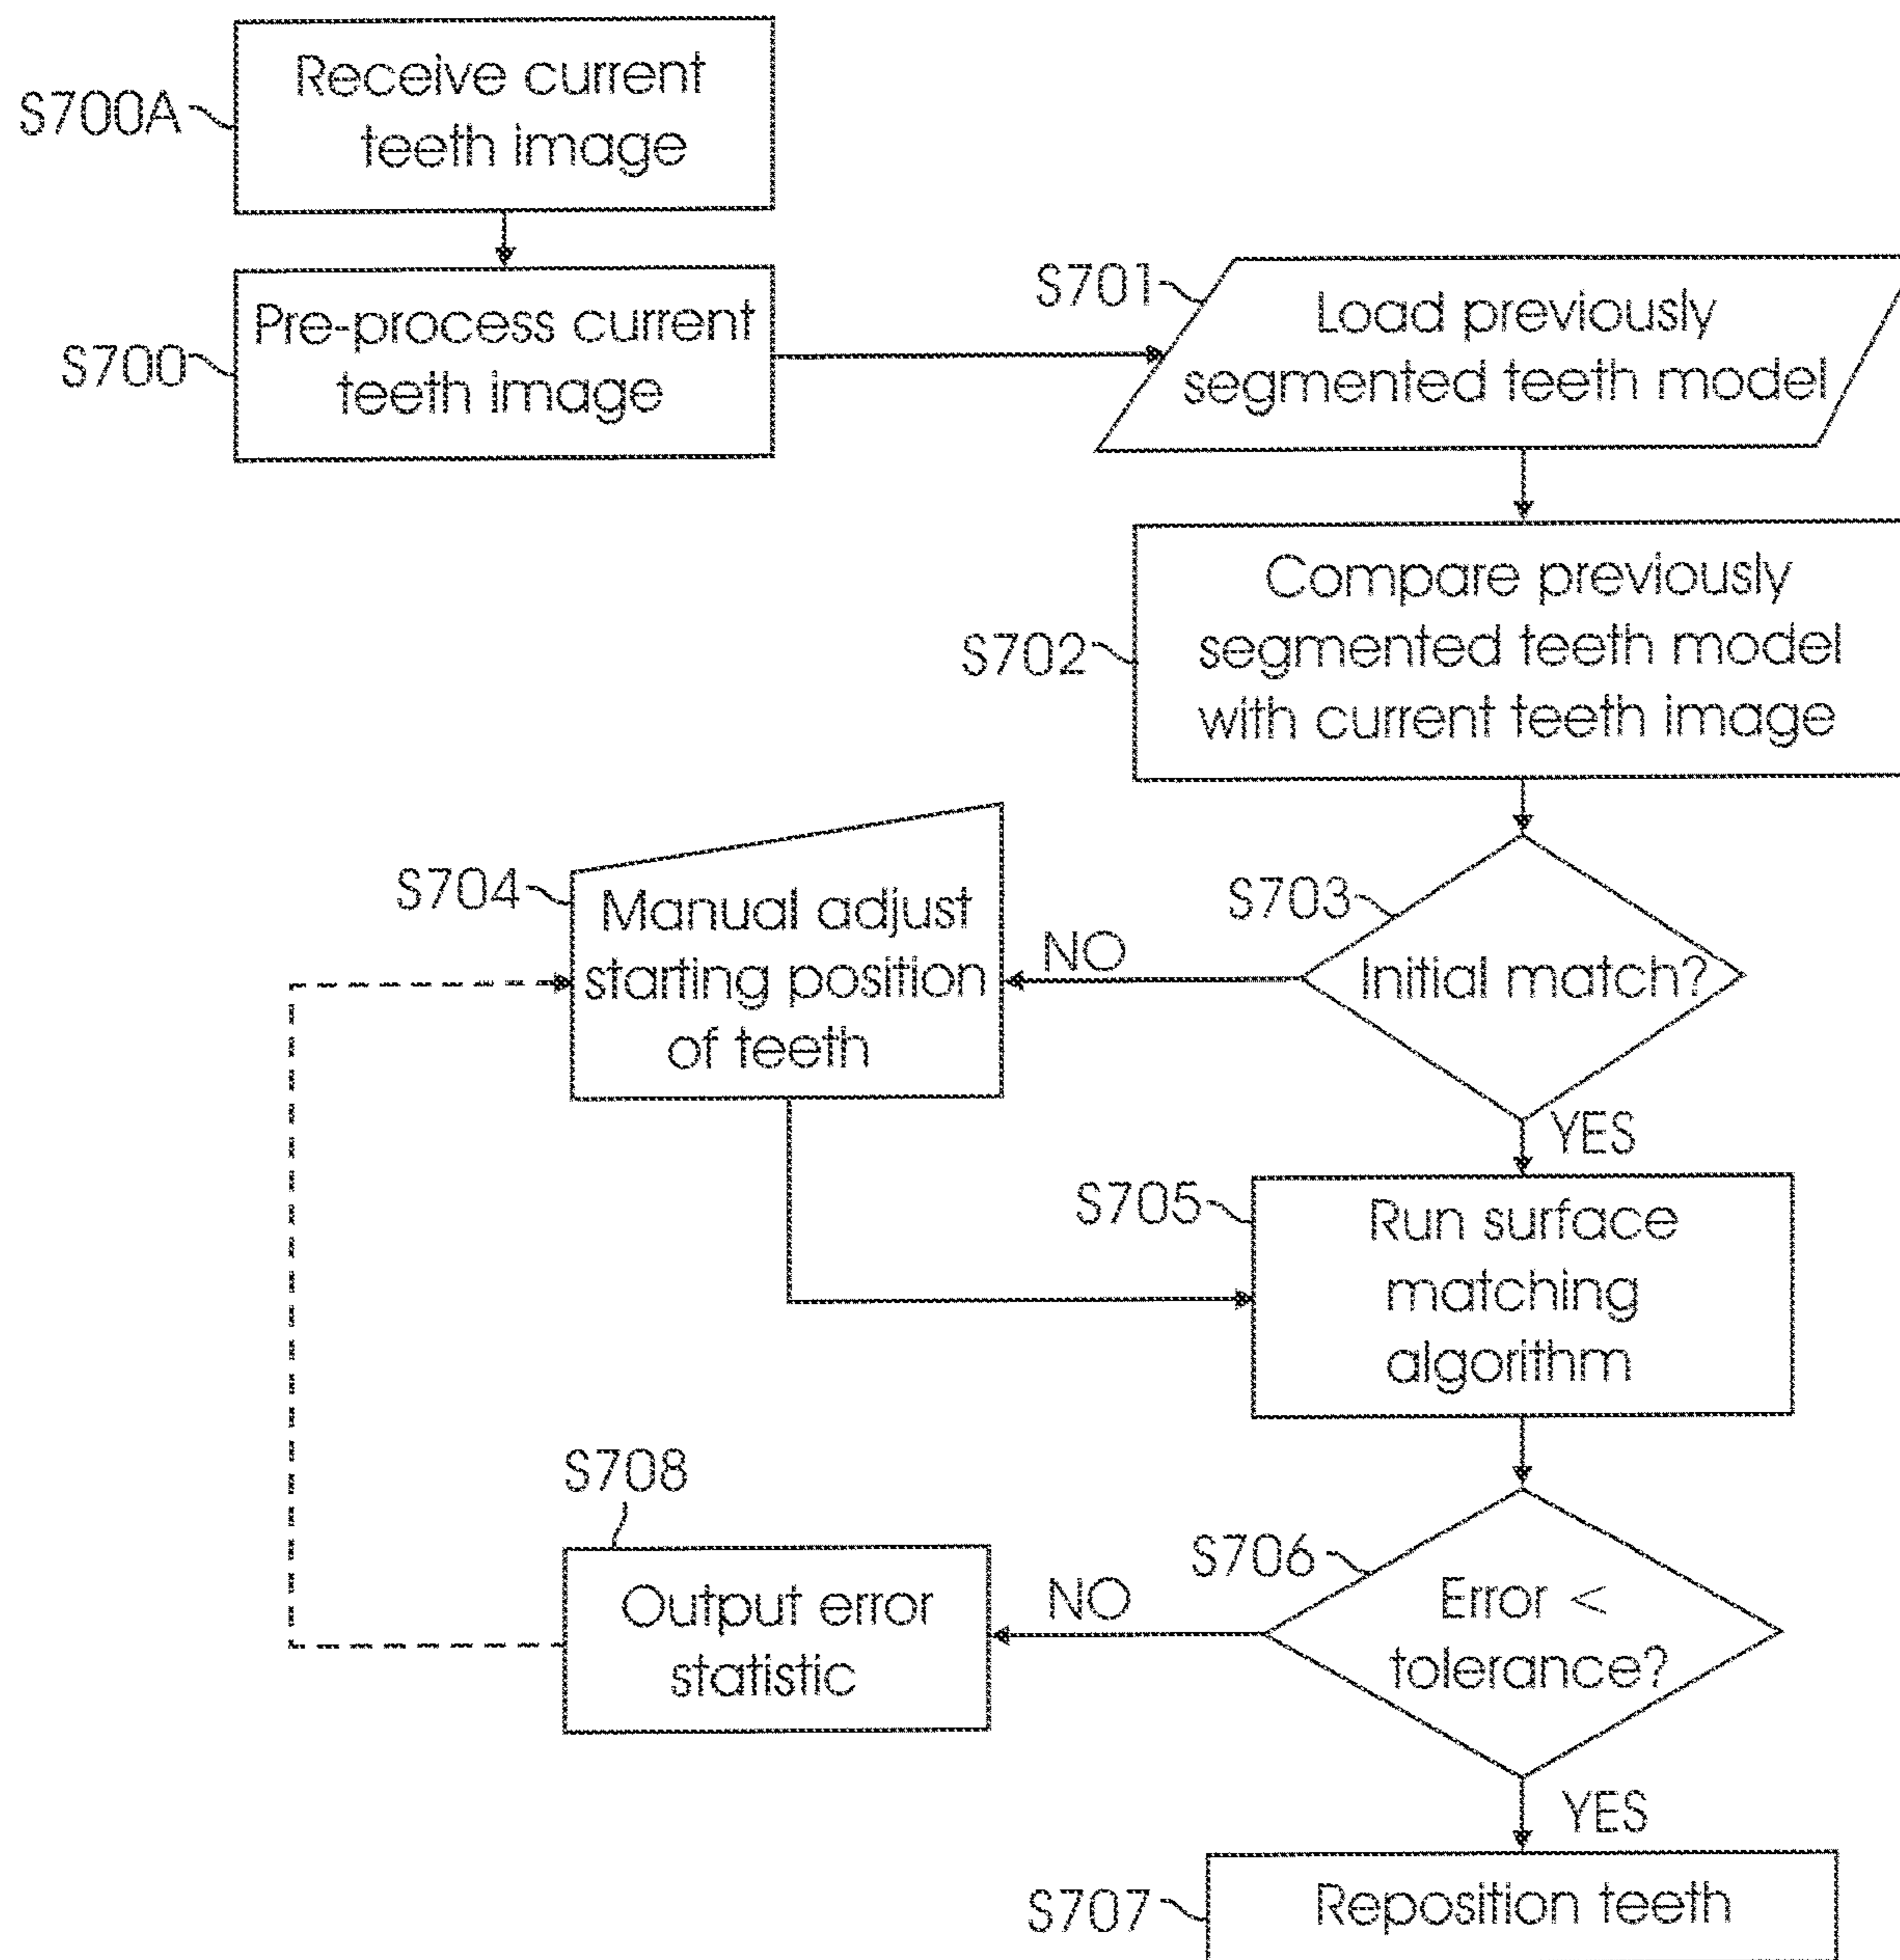 S700A
Receive current
teeth image
S700
Pre-process current
teeth image
S701
Load previously
segmented teeth model
S702
Compare previously
segmented teeth model
with current teeth image
S703
Initial match?
NO
YES
S704
Manual adjust
starting position
of teeth
S705
Run surface
matching
algorithm
S706
Error <
tolerance?
NO
YES
S708
Output error
statistic
S707
Reposition teeth